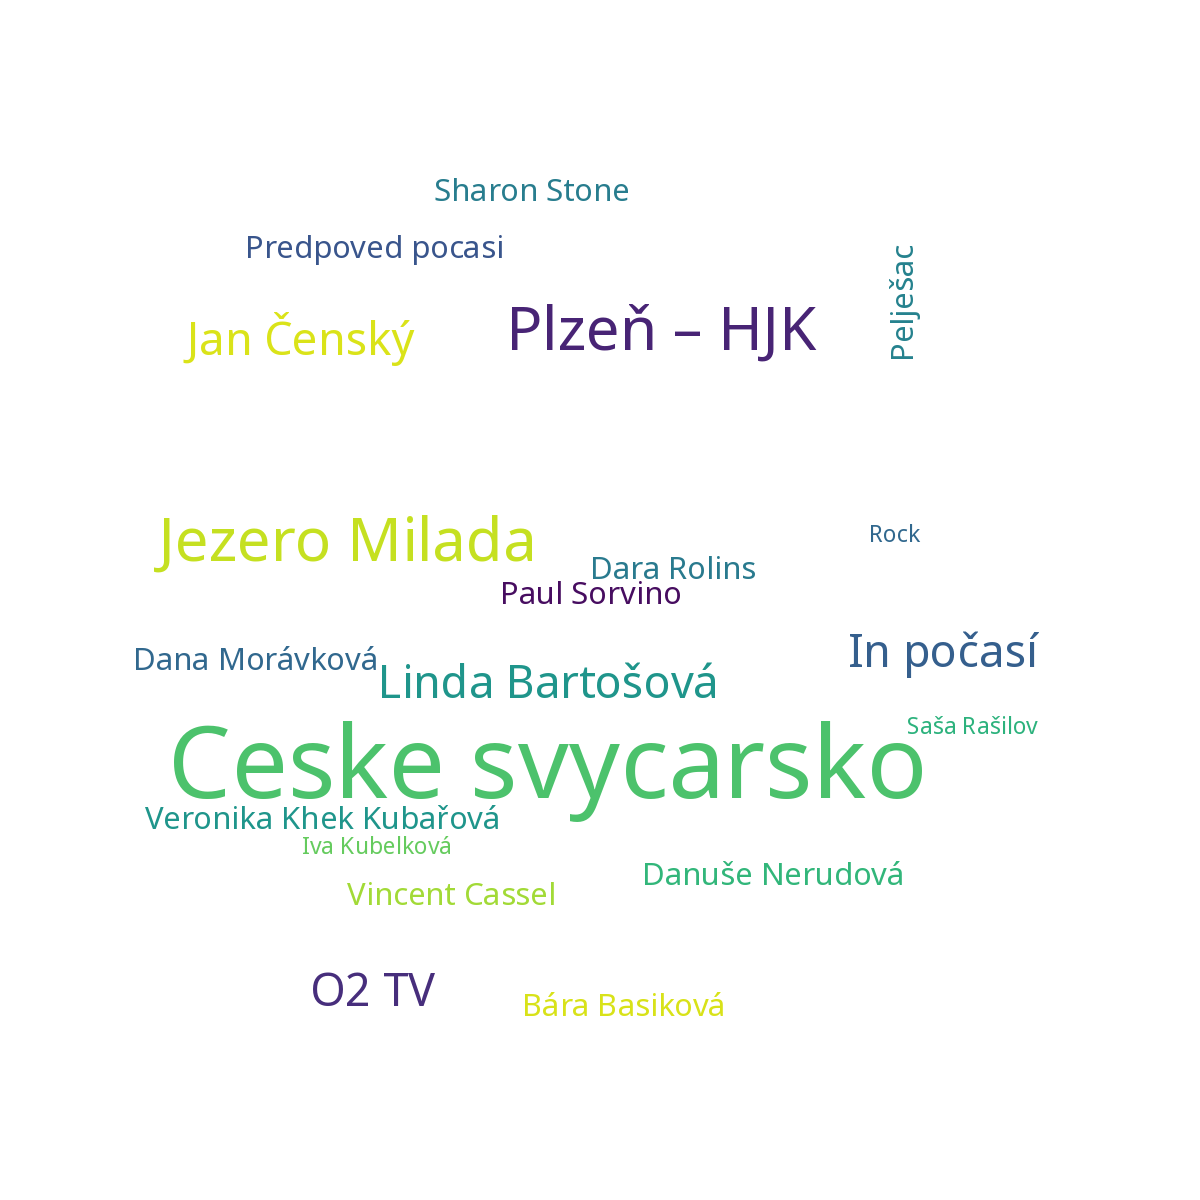 Sharon Stone
Predpoved pocasi
Pelješac
Plzeň – HJK
Jan Čenský
Jezero Milada
Rock
Dara Rolins
Paul Sorvino
In počasí
Dana Morávková
Linda Bartošová
Saša Rašilov
Ceske svycarsko
Veronika Khek Kubařová
Iva Kubelková
Danuše Nerudová
Vincent Cassel
O2 TV
Bára Basiková